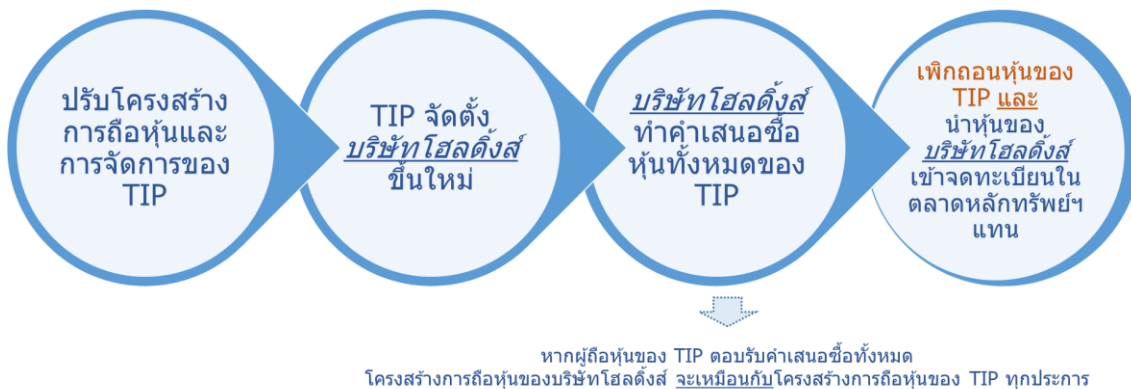 ปรับโครงสร้าง
การถือหุ้นและ
การจัดการของ
TIP
TIP จัดตั้ง
บริษัทโฮลดิ้งส์
ขึ้นใหม่
บริษัทโฮลดิ้งส์
ทำคำเสนอซื้อ
หุ้นทั้งหมดของ
TIP
เพิกถอนหุ้นของ
TIP และ
นำหุ้นของ
บริษัทโฮลดิ้งส์
เข้าจดทะเบียนใน
ตลาดหลักทรัพย์ฯ
แทน
หากผู้ถือหุ้นของ TIP ตอบรับคำเสนอซื้อทั้งหมด
โครงสร้างการถือหุ้นของบริษัทโฮลดิ้งส์ จะเหมือนกับโครงสร้างการถือหุ้นของ TIP ทุกประการ